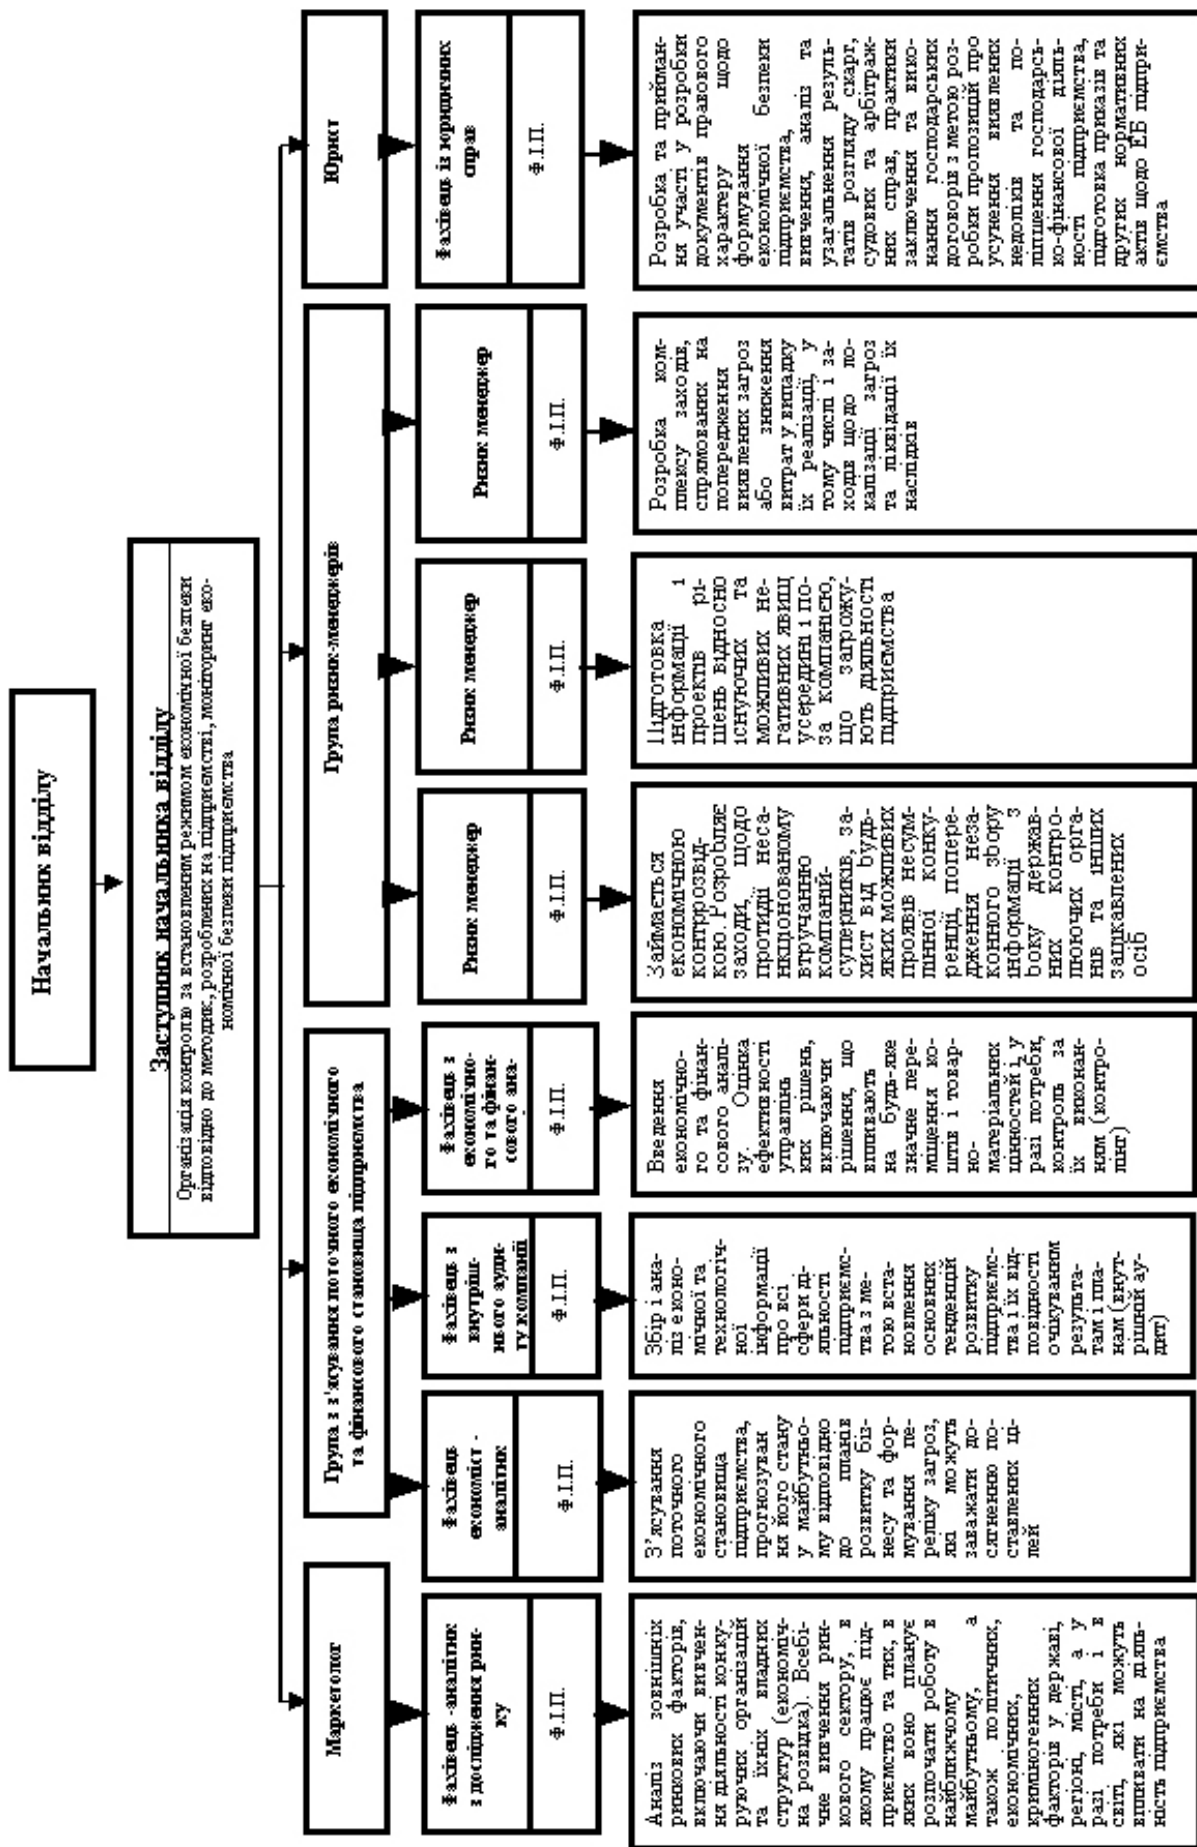 Начальник відділу
Заступник начальника відділу
Організація контролю за встановленим режимом економічної безпеки
відповідно до методик, розроблених на підприємстві, моніторинг еко-
номічної безпеки підприємства
Маркетолог
Група з з'ясування поточного економічного
та фінансового становища підприємства
Група ризик-менеджерів
Юрист
Фахівець -аналітик
з дослідження рин-
ку
Ф.І.П.
Аналіз зовнішніх
ринкових факторів,
включаючи вивчен-
ня діяльності конку-
руючих організацій
та їхніх владних
структур (економіч-
на розвідка). Всебі-
чне вивчення рин-
кового сектору, в
якому працює під-
приємство та тих, в
яких воно планує
розпочати роботу в
найближчому
майбутньому, а
також політичних,
економічних,
криміногенних
факторів у державі,
регіоні, місті, а у
разі потреби і в
світі, які можуть
впливати на діяль-
ність підприємства
Фахівець
економіст -
аналітик
Ф.І.П.
З’ясування
поточного
економічного
становища
підприємства,
прогнозуван
ня його стану
у майбутньо-
му відповідно
до планів
розвитку біз-
несу та фор-
мування пе-
реліку загроз,
які можуть
заважати до-
сягненню по-
ставлених ці-
лей
Фахівець з
внутріш-
нього ауди-
ту компанії
Ф.І.П.
Збір і ана-
ліз еконо-
мічної та
технологіч-
ної
інформації
про всі
сфери ді-
яльності
підприємс-
тва з ме-
тою вста-
новлення
основних
тенденцій
розвитку
підприємс-
тва і їх від-
повідності
очікуваним
результа-
там і пла-
нам (внут-
рішній ау-
дит)
Фахівець з
економічно-
го та фінан
сового ана-
Ф.І.П.
Введення
економічно-
го та фінан-
сового аналі-
зу. Оцінка
ефективності
управлінь
ких рішень,
включаючи
рішення, що
впливають
на будь-яке
значне пере-
міщення ко-
штів і товар-
но-
матеріальних
цінностей і, у
разі потреби,
контроль за
їх виконан-
ням (контро-
лінг)
Ризик менеджер
Ф.І.П.
Займається
економічною
контррозвід-
кою. Розробляє
заходи, щодо
протидії неса-
нкціонованому
втручанню
компаній-
суперників, за-
хист від будь-
яких можливих
проявів несум-
лінної конку-
ренції, попере-
дження неза-
конного збору
інформації з
боку держав-
них контро-
люючих орга-
нів та інших
зацікавлених
осіб
Ризик менеджер
Ф.І.П.
Підготовка
інформації і
проектів рі-
шень відносно
існуючих та
можливих не-
гативних явищ
усередині і по-
за компанією,
що загрожу-
ють діяльності
підприємства
Ризик менеджер
Ф.І.П.
Розробка ком-
плексу заходів,
спрямованих на
попередження
виявлених загроз
або зниження
витрат у випадку
їх реалізації, у
тому числі і за-
ходів щодо ло-
калізації загроз
та ліквідації їх
наслідків
Фахівець із юридичних
справ
Ф.І.П.
Розробка та прийман-
ня участі у розробки
документів правового
характеру щодо
формування
економічної безпеки
підприємства,
вивчення, аналіз та
узагальнення резуль-
татів розгляду скарг,
судових та арбітраж-
них справ, практики
заключення та вико-
нання господарських
договорів з метою роз-
робки пропозицій про
усунення виявлених
недоліків та по-
ліпшення господарсь-
ко-фінансової діяль-
ності підприємства,
підготовка приказів та
других нормативних
актів щодо ЕБ підпри-
ємства